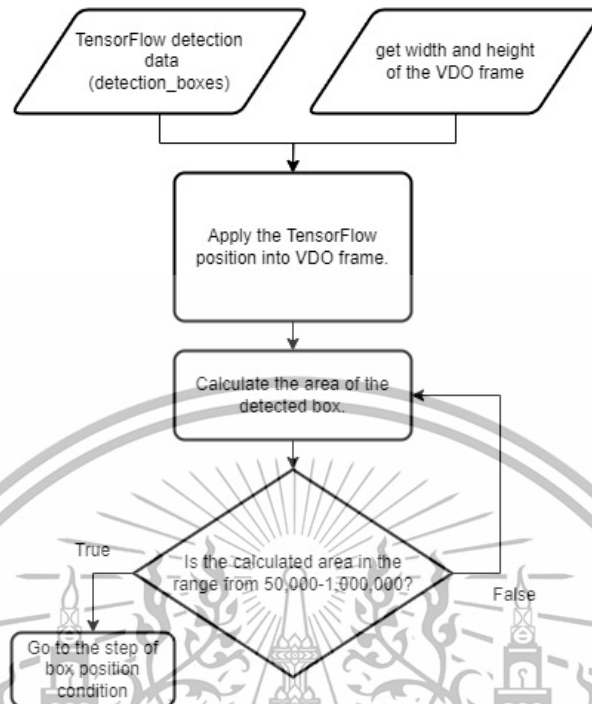 TensorFlow detection
data
(detection_boxes)
get width and height
of the VDO frame
Apply the TensorFlow
position into VDO frame.
Calculate the area of the
detected box.
Is the calculated area in the
range from 50,000-1,000,000?
True
False
Go to the step of
box position
condition